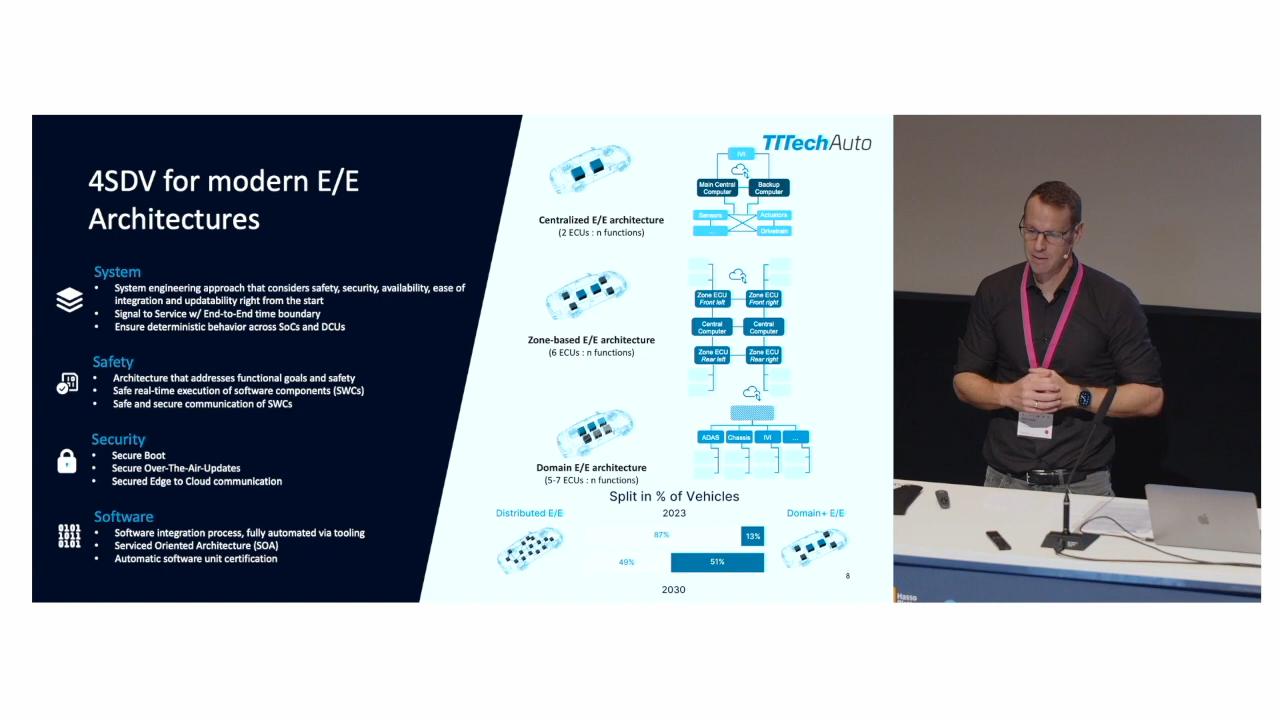 4SDV for modern E/E
Architectures
System
• System engineering approach that considers safety, security, availability, ease of
integration and updatability right from the start
• Signal to Service w/ End-to-End time boundary
• Ensure deterministic behavior across SoCs and DCUs
Safety
• Architecture that addresses functional goals and safety
• Safe real-time execution of software components (SWCs)
• Safe and secure communication of SWCs
Security
• Secure Boot
• Secure Over-The-Air-Updates
• Secured Edge to Cloud communication
0101
1011
0101
Software
• Software integration process, fully automated via tooling
• Serviced Oriented Architecture (SOA)
• Automatic software unit certification
TTTechAuto
Centralized E/E architecture
(2 ECUs : n functions)
IVI
Main Central
Computer
Backup
Computer
Sensors
Actuators
...
Drivetrain
Zone-based E/E architecture
(6 ECUs : n functions)
Zone ECU
Front left
Zone ECU
Front right
Central
Computer
Central
Computer
Zone ECU
Rear left
Zone ECU
Rear right
Domain E/E architecture
(5-7 ECUs : n functions)
ADAS
Chassis
IVI
...
Split in % of Vehicles
Distributed E/E
2023
Domain+ E/E
87%
13%
49%
51%
2030
8
Hasso